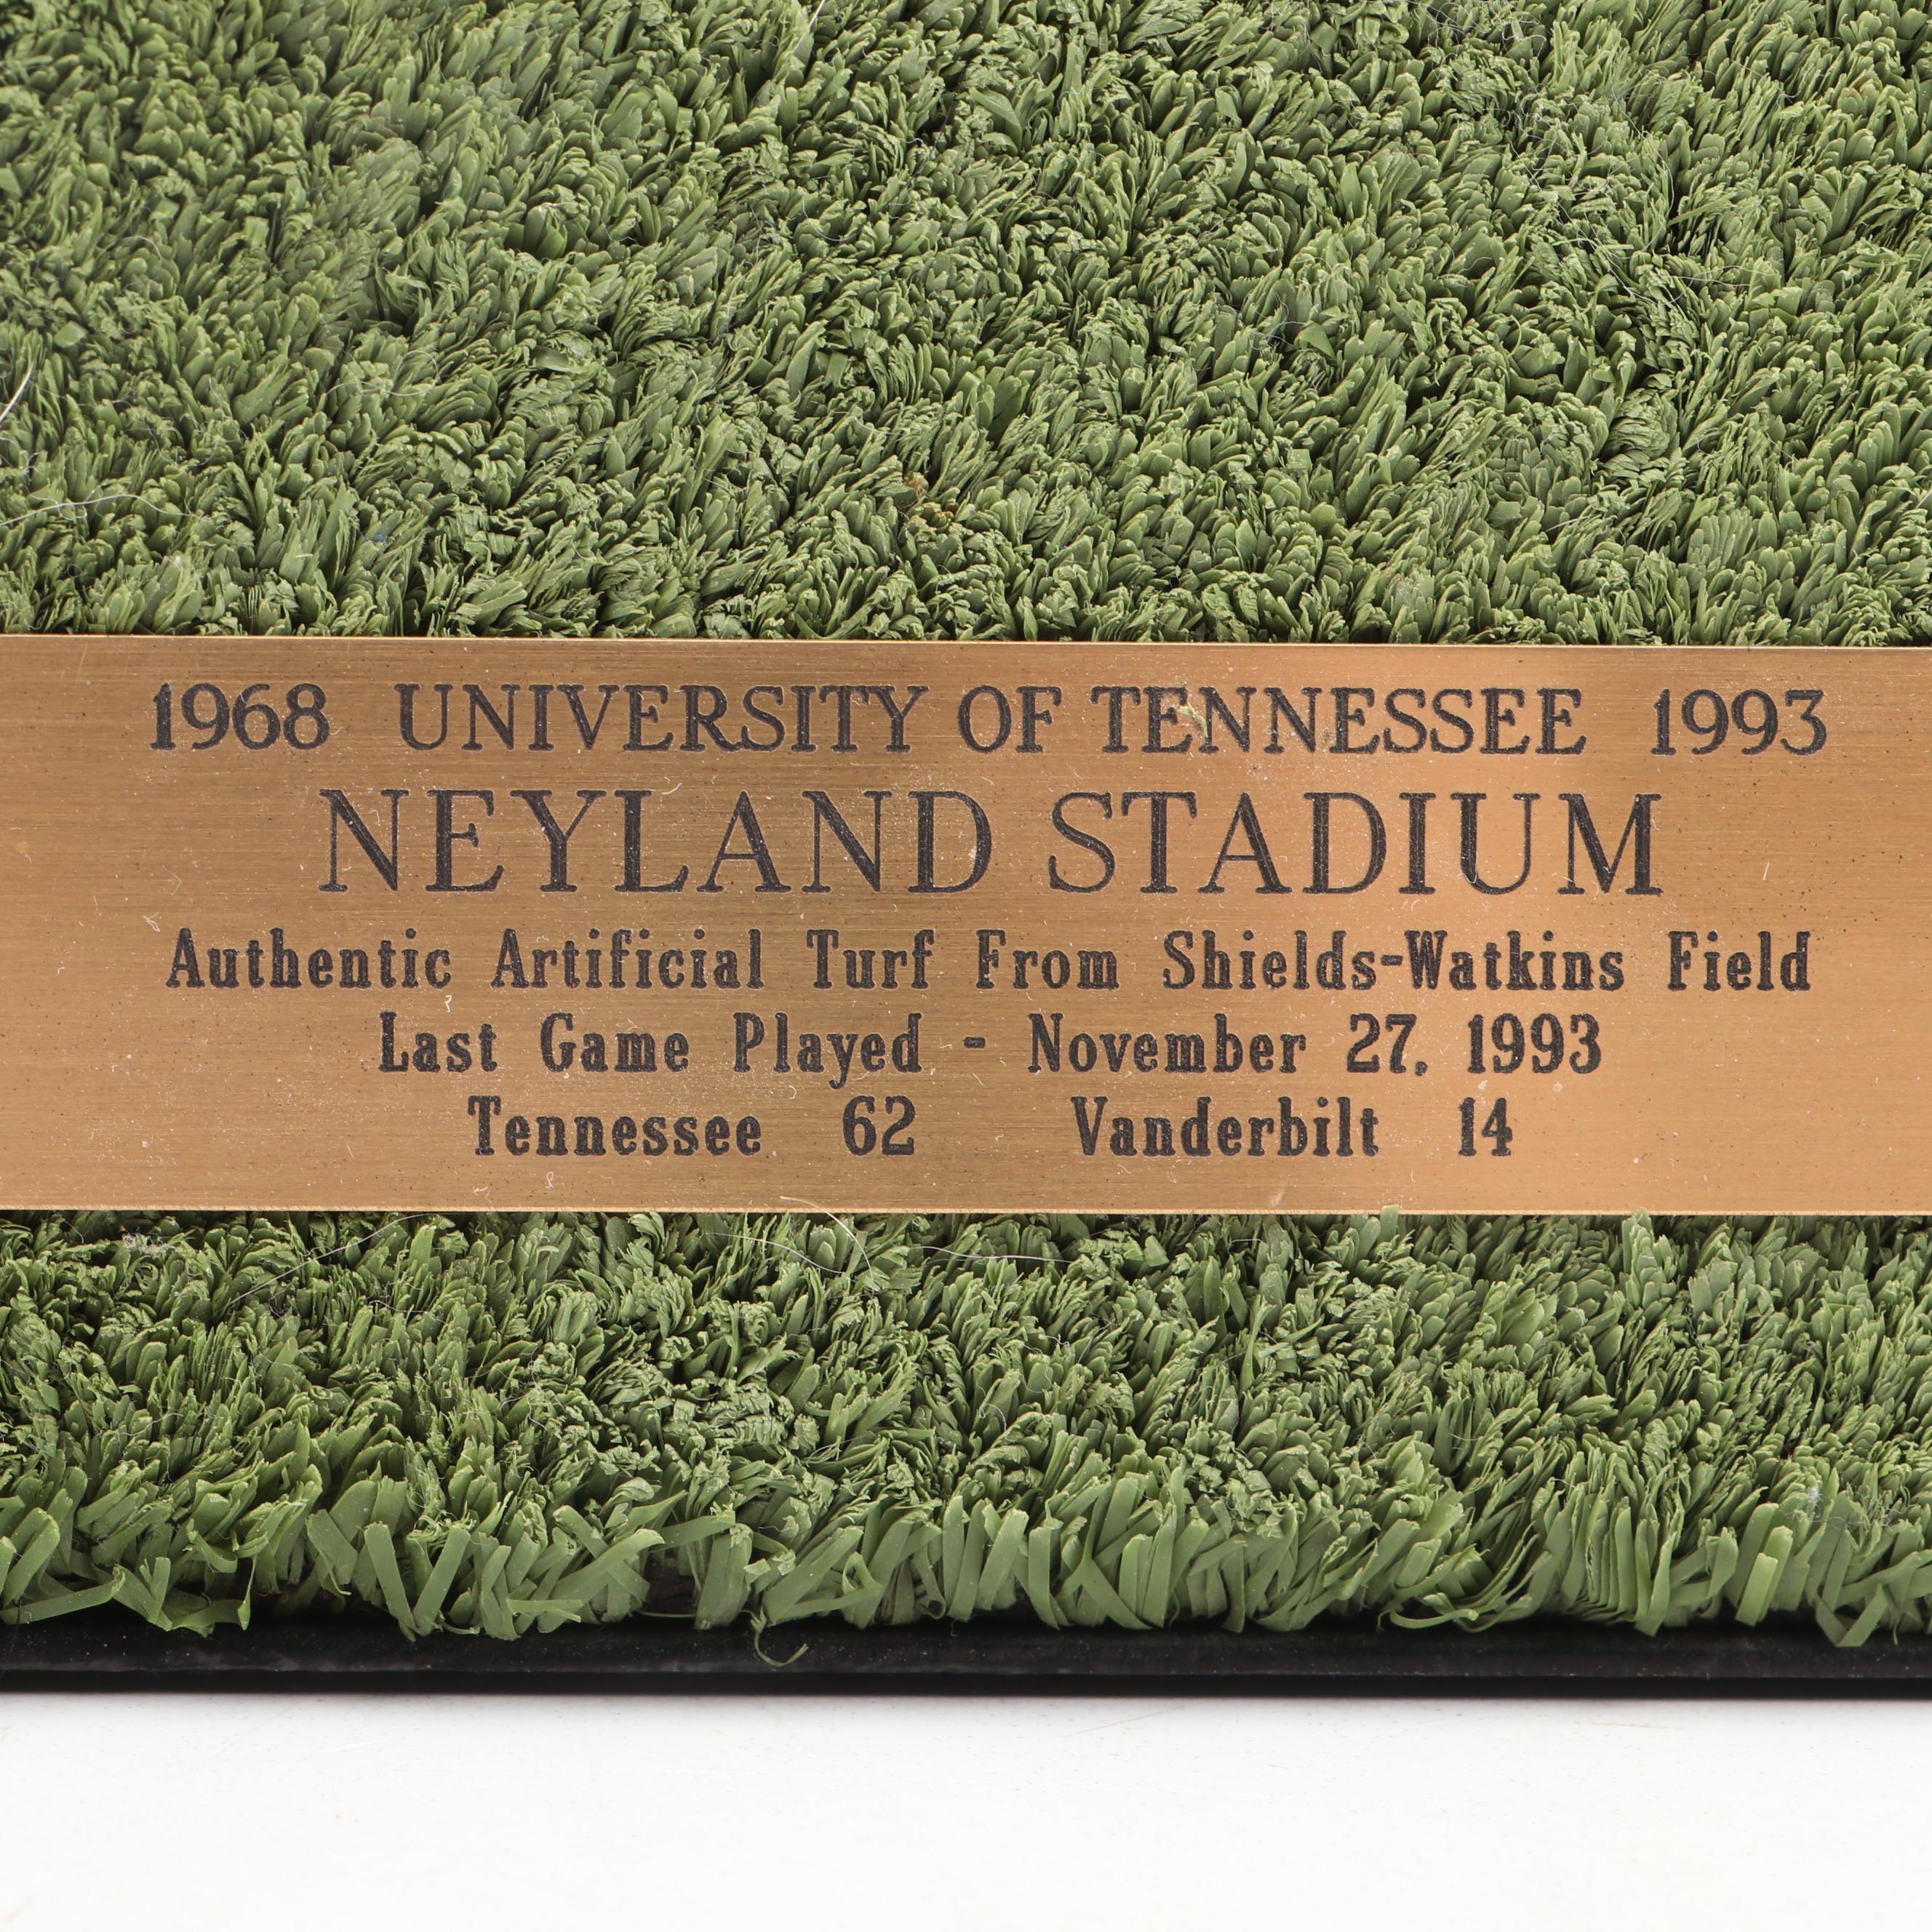 1968 UNIVERSITY OF TENNESSEE 1993
NEYLAND STADIUM
Authentic Artificial Turf From Shields-Watkins Field
Last Game Played - November 27, 1993
Tennessee 62 Vanderbilt 14